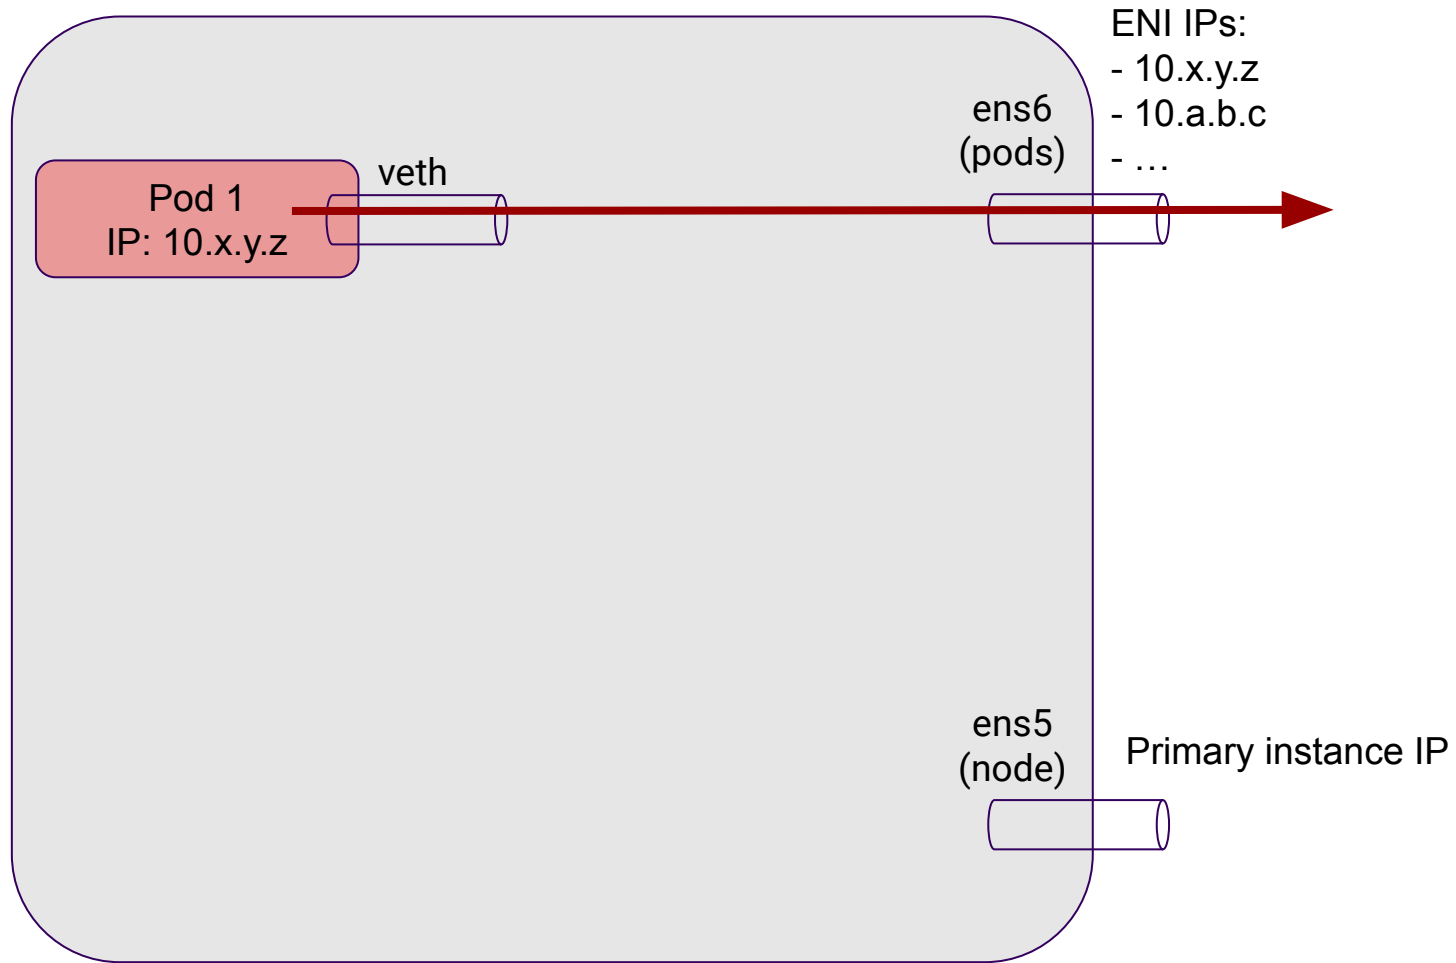 ENI IPs:
- 10.x.y.z
- 10.a.b.c
- …
ens6
(pods)
veth
Pod 1
IP: 10.x.y.z
ens5
(node)
Primary instance IP